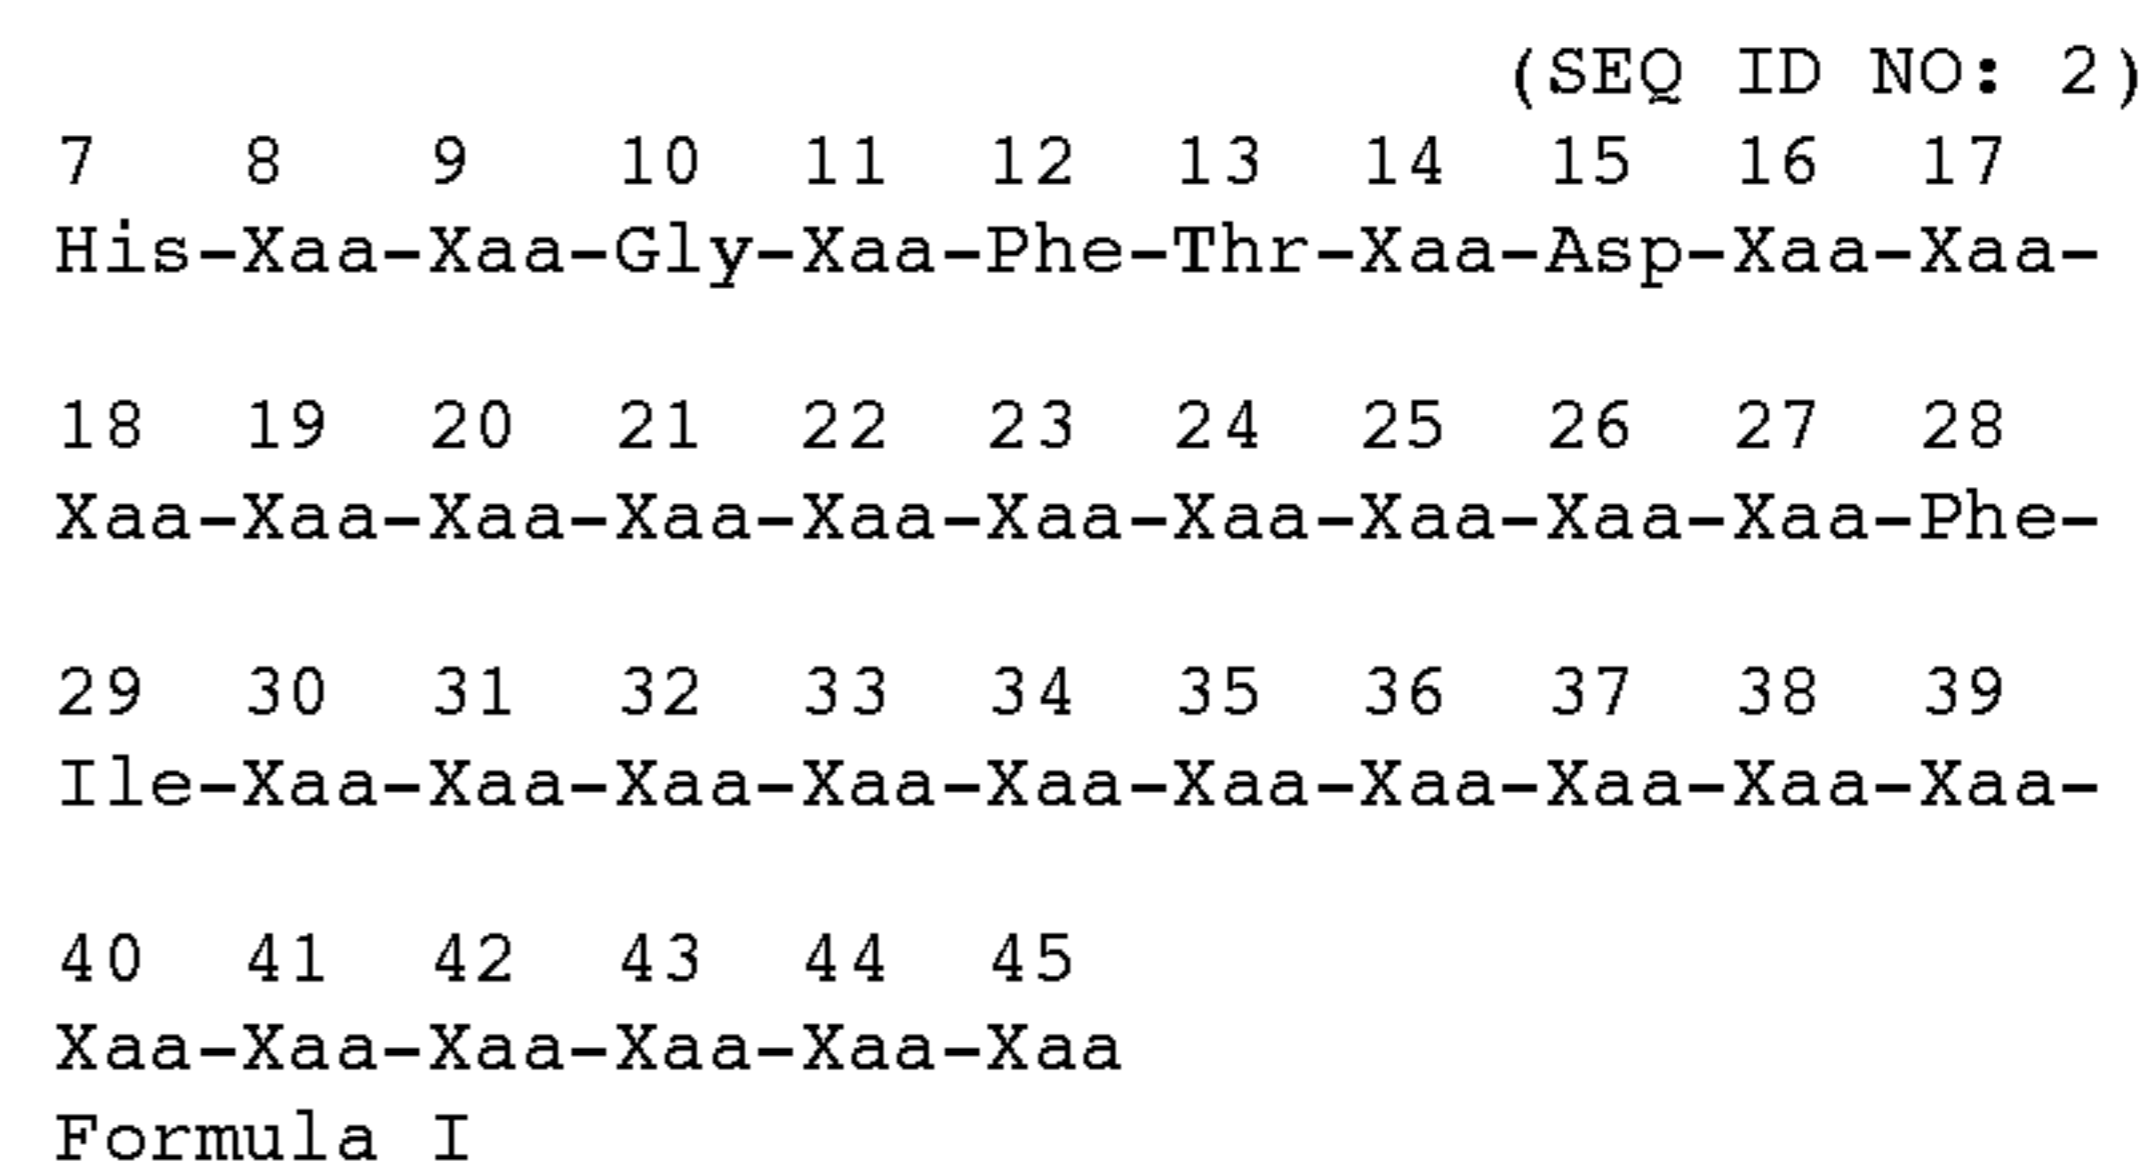 (SEQ ID NO: 2)
7 8 9 10 11 12 13 14 15 16 17
His-Xaa-Xaa-Gly-Xaa-Phe-Thr-Xaa-Asp-Xaa-Xaa-
18 19 20 21 22 23 24 25 26 27 28
Xaa-Xaa-Xaa-Xaa-Xaa-Xaa-Xaa-Xaa-Xaa-Xaa-Phe-
29 30 31 32 33 34 35 36 37 38 39
Ile-Xaa-Xaa-Xaa-Xaa-Xaa-Xaa-Xaa-Xaa-Xaa-Xaa-
40 41 42 43 44 45
Xaa-Xaa-Xaa-Xaa-Xaa-Xaa
Formula I